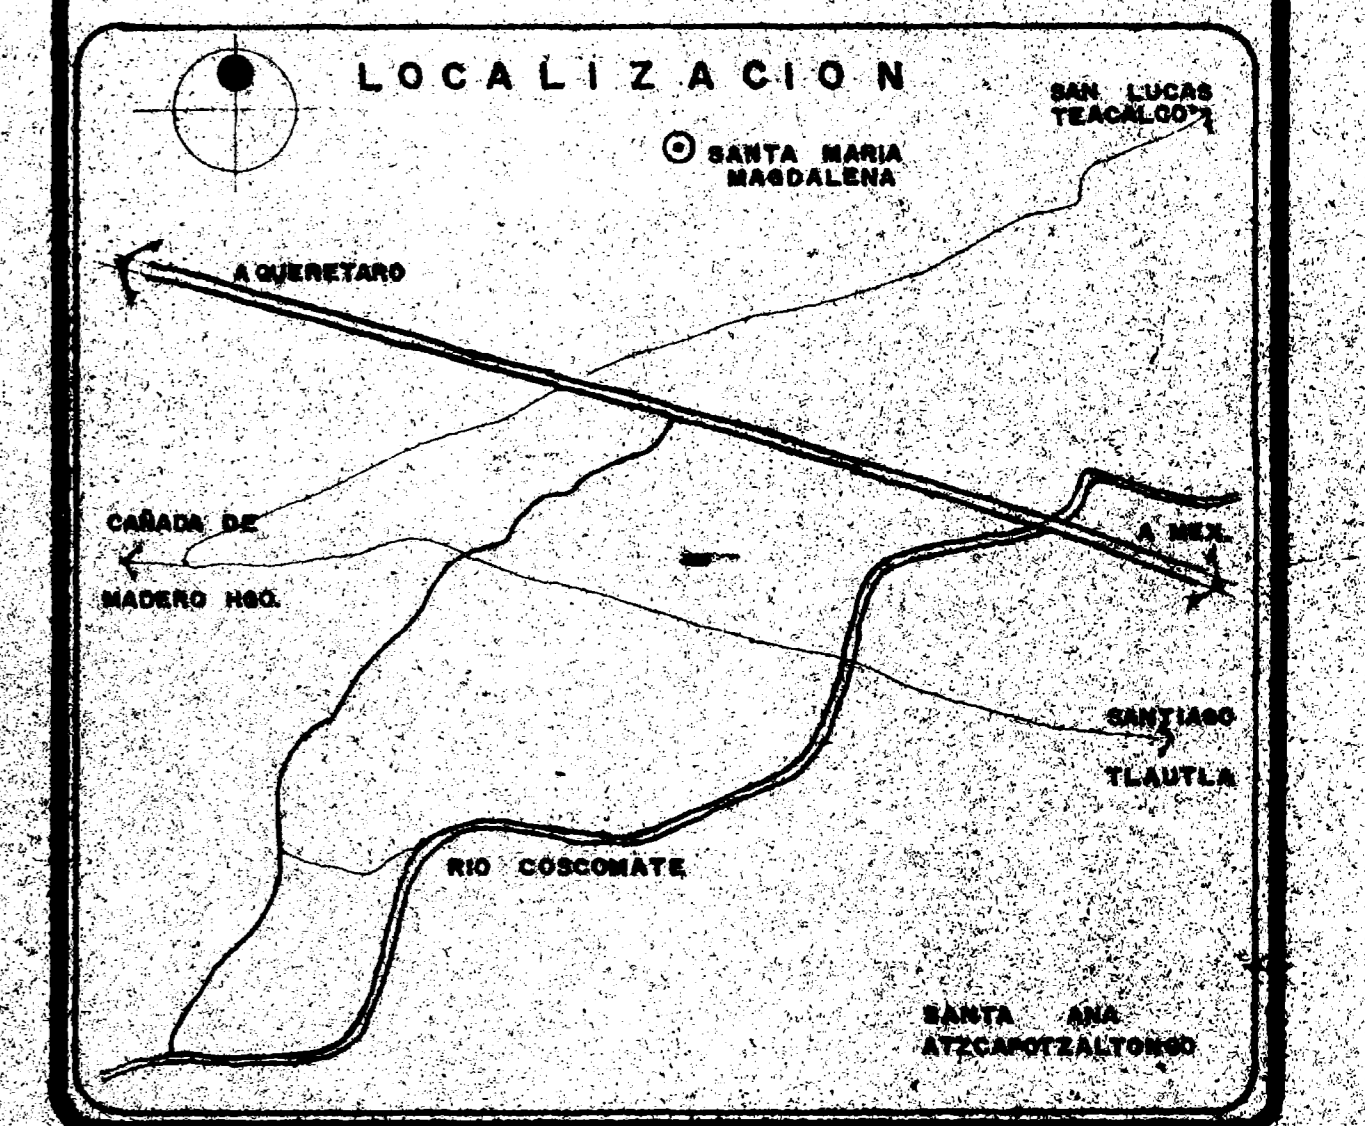 LOCALIZACION
SAN LUCAS
TEACALCO
SANTA MARIA
MAGDALENA
A QUERETARO
CAÑADA DE
MADERO HGO.
A MEX.
SANTIAGO
TLAUTLA
RIO COSCOMATE
SANTA ANA
ATZCAPOTZALTONGO